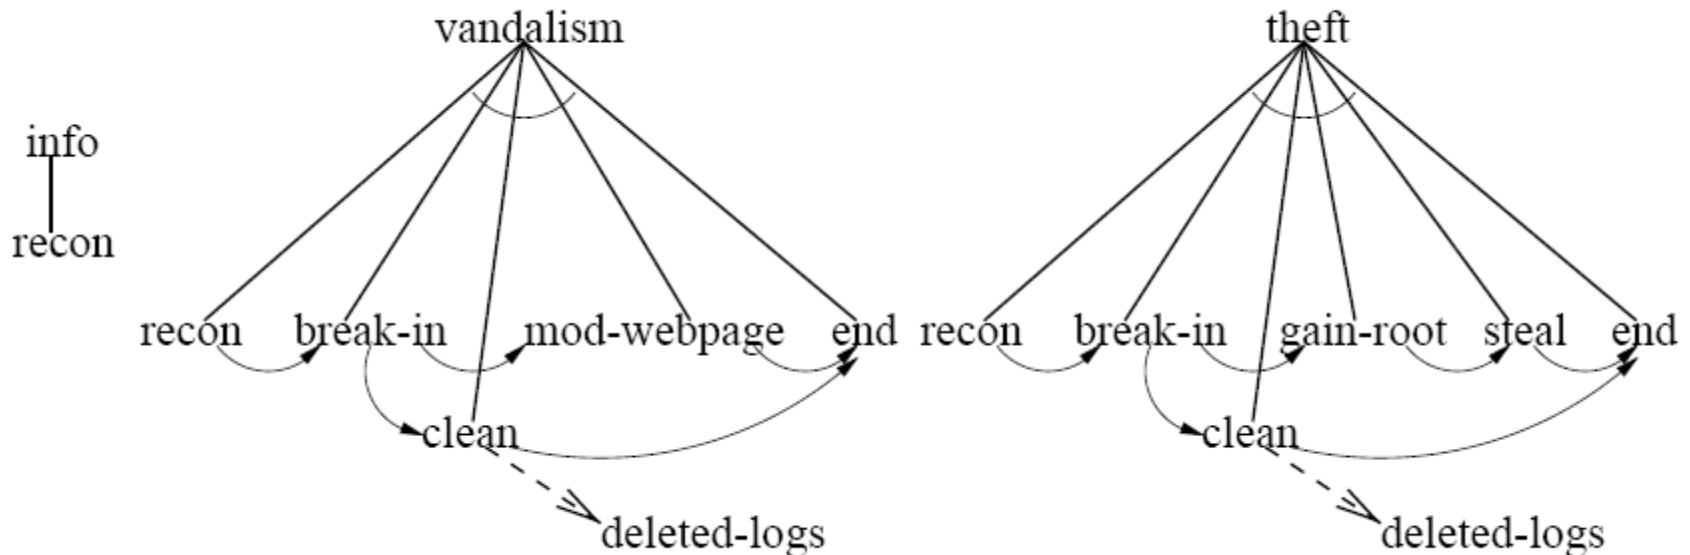 vandalism theft
info
recon
recon break-in mod-webpage end recon break-in gain-root steal end
clean clean
deleted-logs deleted-logs